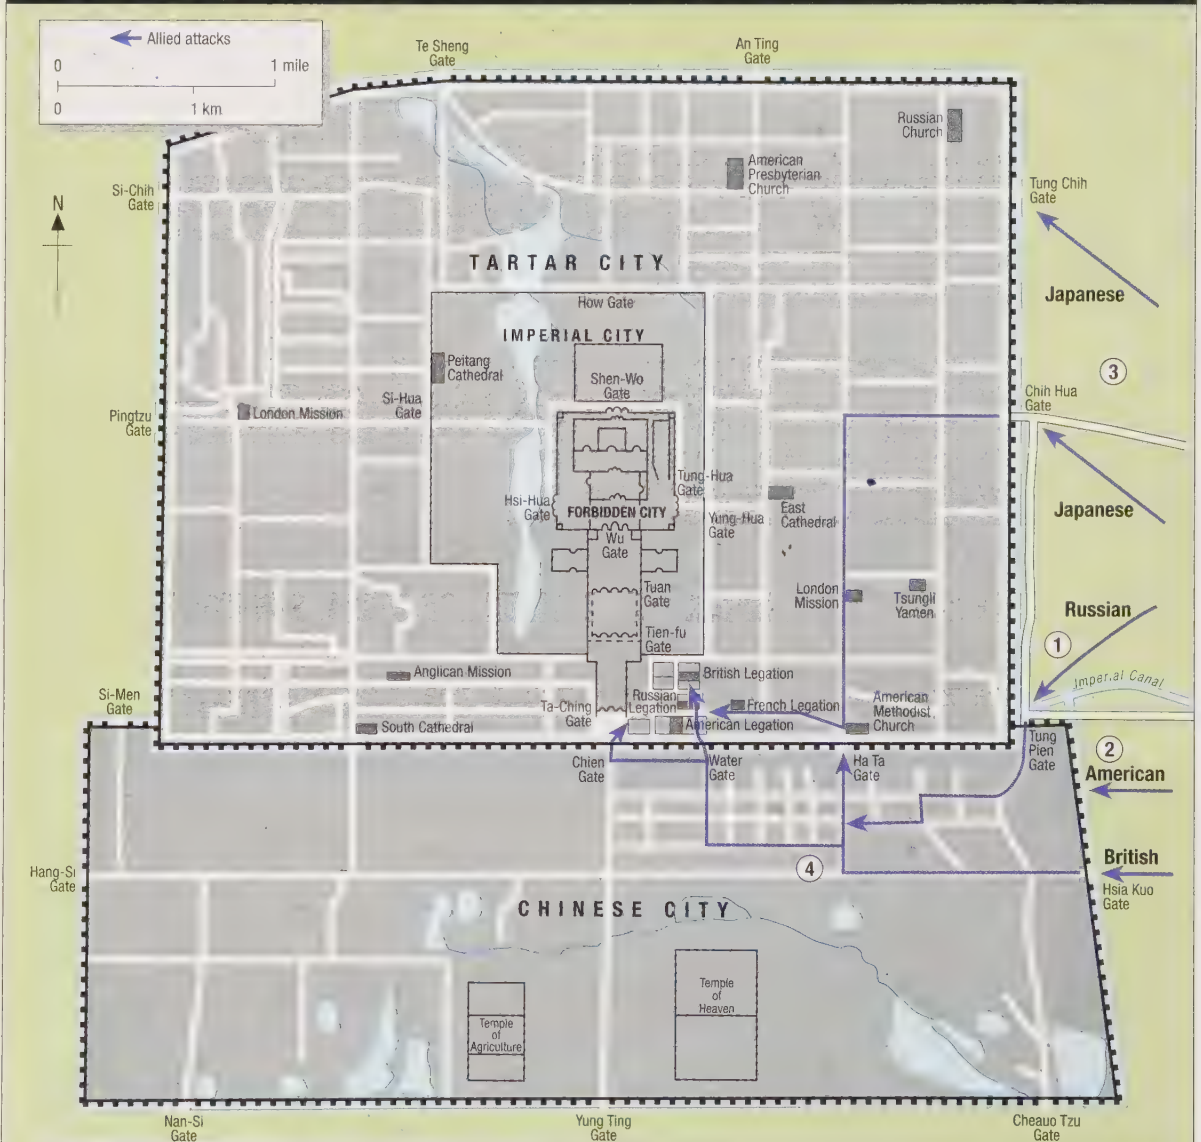 Allied attacks
0
1 mile
0
1 km
Te Sheng
Gate
An Ting
Gate
Russian
Church
American
Presbyterian
Church
Si-Chih
Gate
Tung Chih
Gate
N
TARTAR CITY
Japanese
How Gate
IMPERIAL CITY
Peitang
Cathedral
Shen-Wo
Gate
3
Si-Hua
Gate
Chih Hua
Gate
London Mission
Pingtzu
Gate
Tung-Hua
Gate
Hsi-Hua
Gate
FORBIDDEN CITY
East
Cathedral
Yung-Hua
Gate
Japanese
Wu
Gate
Tuan
Gate
London
Mission
Tsungli
Yamen
Russian
Tien-fu
Gate
1
Anglican Mission
British Legation
Imperial Canal
Si-Men
Gate
Russian
Legation
French Legation
American
Methodist
Church
Ta-Ching
Gate
South Cathedral
American Legation
Tung
Pien
Gate
2
Chien
Gate
Water
Gate
Ha Ta
Gate
American
British
4
Hang-Si
Gate
Hsia Kuo
Gate
CHINESE CITY
Temple
of
Heaven
Temple
of
Agriculture
Nan-Si
Gate
Yung Ting
Gate
Cheauo Tzu
Gate